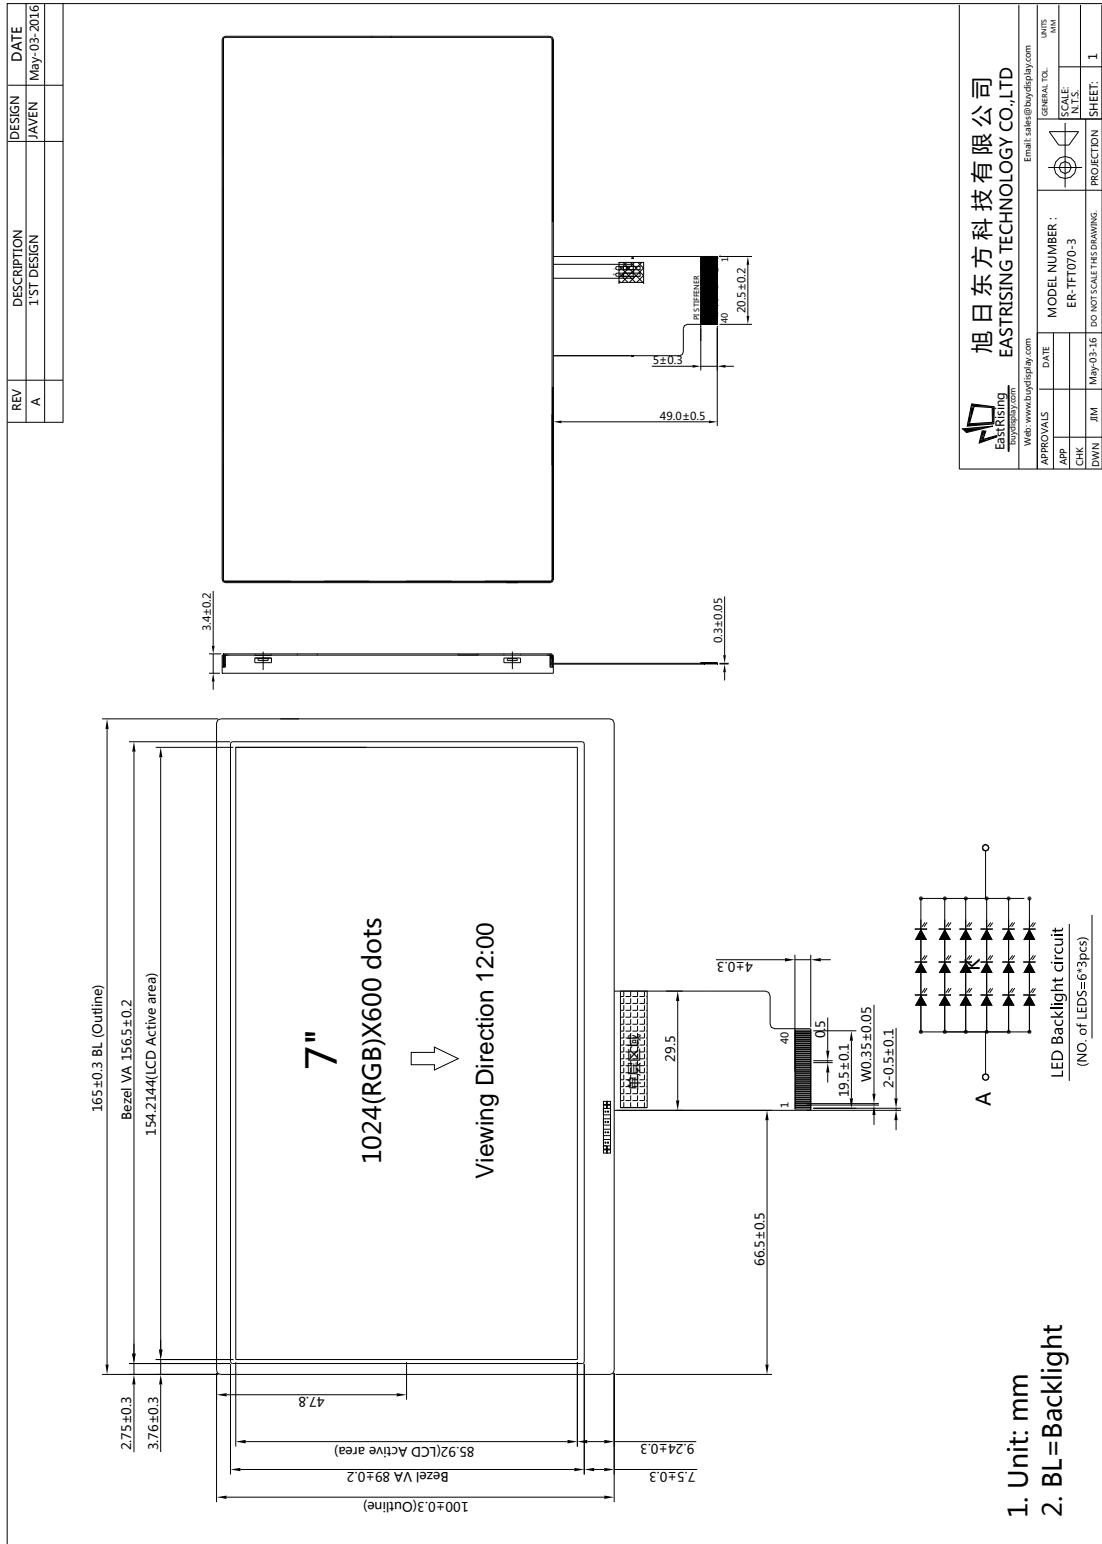 REV
DESCRIPTION
DESIGN
DATE
A
1'ST DESIGN
JAVEN
May-03-2016
3.4±0.2
0.3±0.05
PI STIFFENER
40
1
20.5±0.2
5±0.3
49.0±0.5
165±0.3 BL (Outline)
Bezel VA 156.5±0.2
154.2144(LCD Active area)
2.75±0.3
3.76±0.3
47.8
85.92(LCD Active area)
Bezel VA 89±0.2
100±0.3(Outline)
9.24±0.3
7.5±0.3
7"
1024(RGB)X600 dots
Viewing Direction 12:00
29.5
4±0.3
1
40
0.5
19.5±0.1
W0.35±0.05
2-0.5±0.1
66.5±0.5
A
K
LED Backlight circuit
(NO. of LEDS=6*3pcs)
1. Unit: mm
2. BL=Backlight
EastRising
buydisplay.com
旭日东方科技有限公司
EASTRISING TECHNOLOGY CO.,LTD
Web: www.buydisplay.com
Email: sales@buydisplay.com
APPROVALS
DATE
APP
CHK
DWN
JIM
May-03-16
MODEL NUMBER :
ER-TFT070-3
DO NOT SCALE THIS DRAWING.
PROJECTION
GENERAL TOL.
UNITS
MM
SCALE:
N.T.S.
SHEET:
1